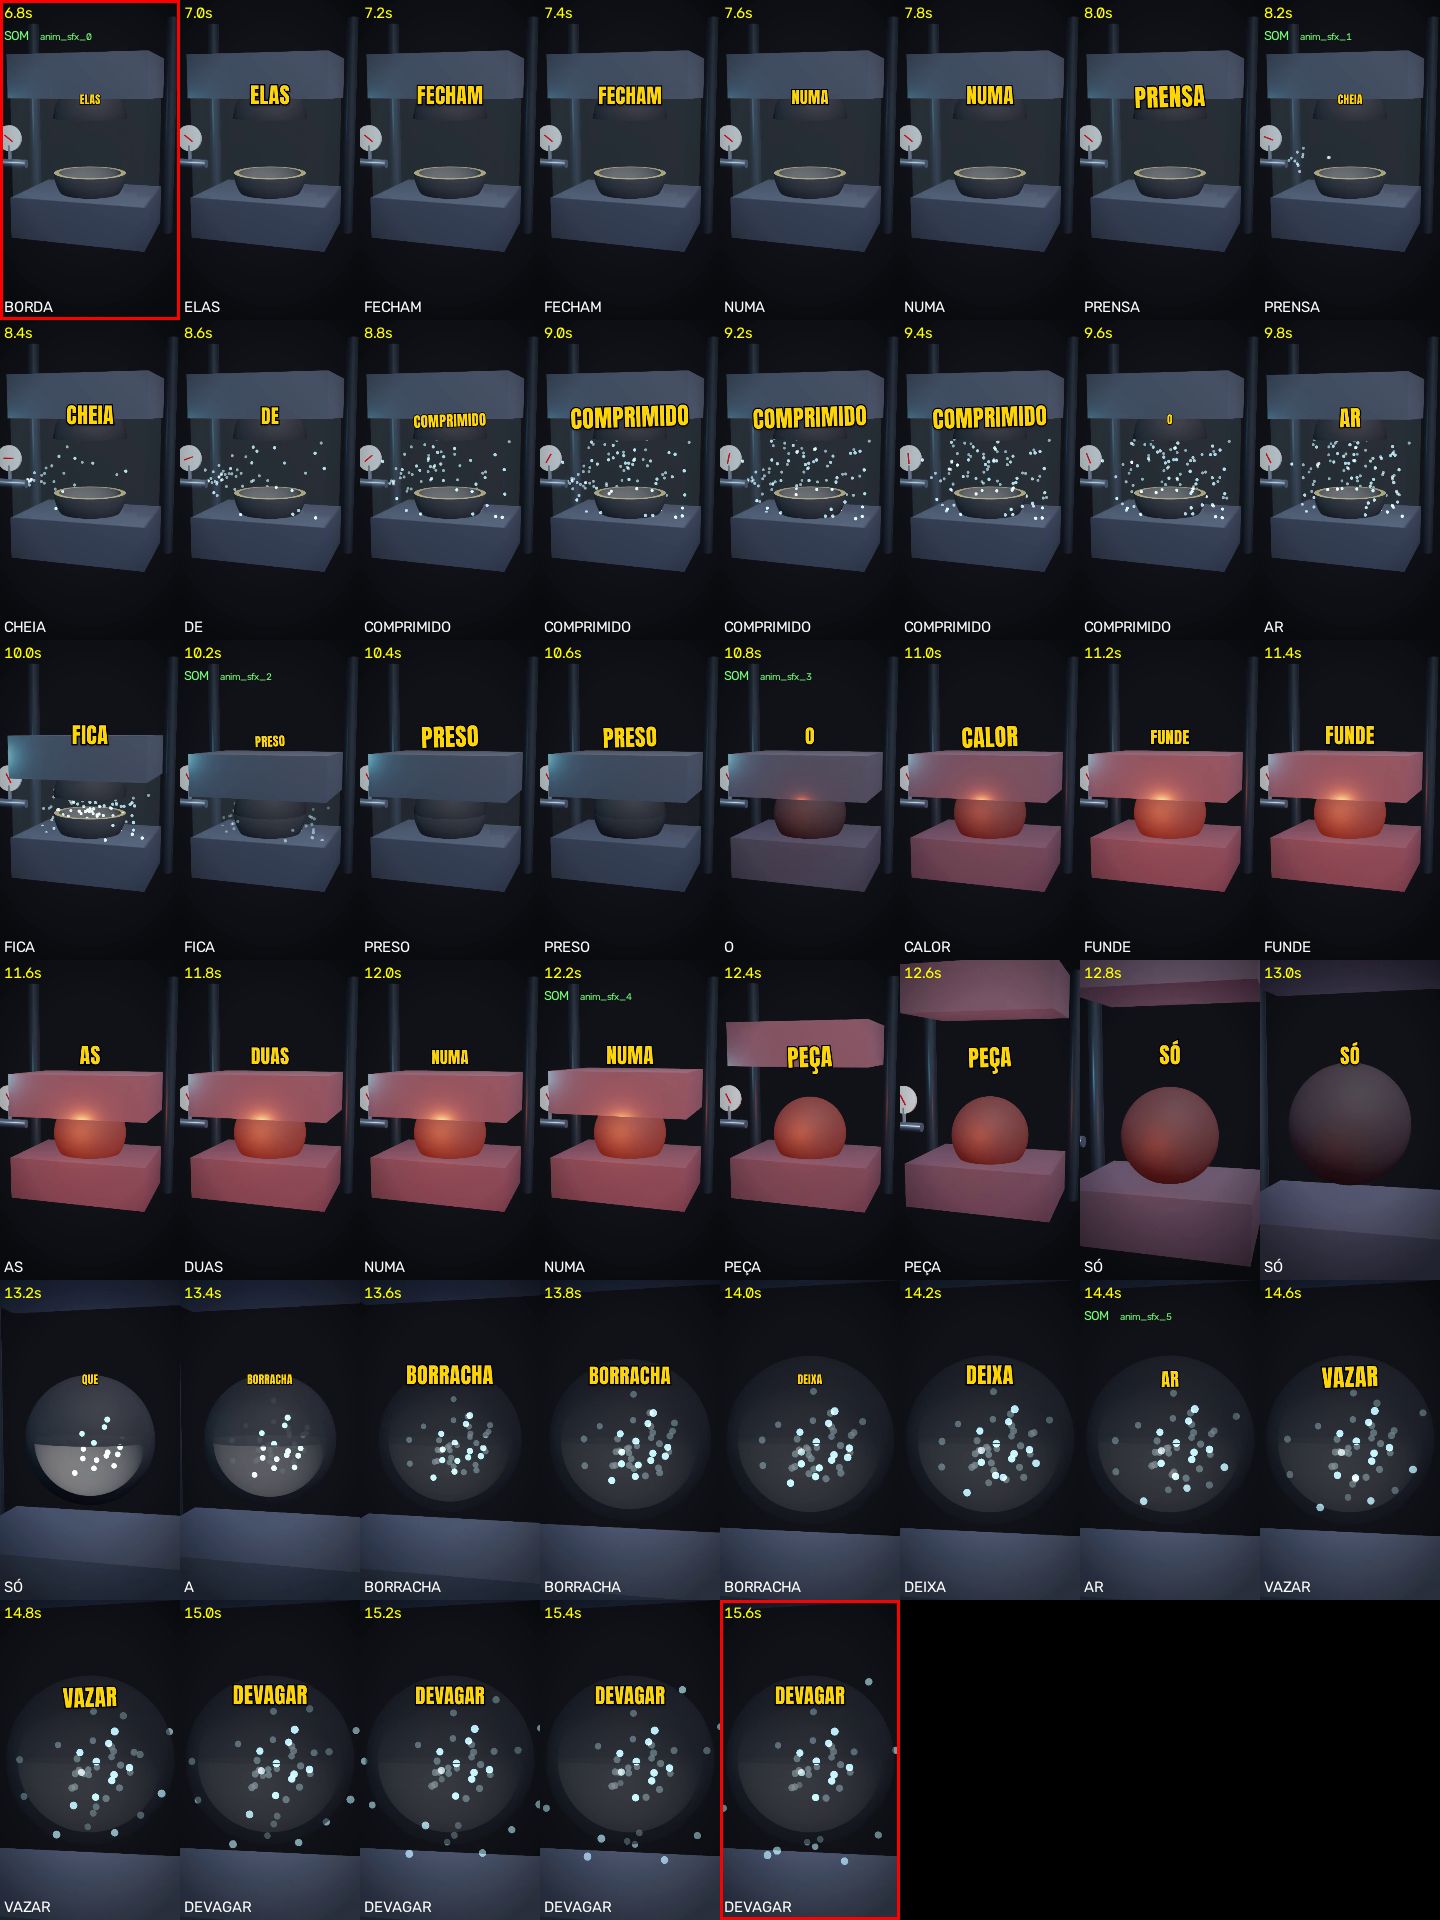 6.8s 7.0s 7.2s 7.4s 7.6s 7.8s 8.0s 8.2s
SOM anim_sfx_0 SOM anim_sfx_1
ELAS ELAS FECHAM FECHAM NUMA NUMA PRENSA CHEIA
BORDA ELAS FECHAM FECHAM NUMA NUMA PRENSA PRENSA
8.4s 8.6s 8.8s 9.0s 9.2s 9.4s 9.6s 9.8s
CHEIA DE COMPRIMIDO COMPRIMIDO COMPRIMIDO COMPRIMIDO O AR
CHEIA DE COMPRIMIDO COMPRIMIDO COMPRIMIDO COMPRIMIDO COMPRIMIDO AR
10.0s 10.2s 10.4s 10.6s 10.8s 11.0s 11.2s 11.4s
SOM anim_sfx_2 SOM anim_sfx_3
FICA PRESO PRESO PRESO O CALOR FUNDE FUNDE
FICA FICA PRESO PRESO O CALOR FUNDE FUNDE
11.6s 11.8s 12.0s 12.2s 12.4s 12.6s 12.8s 13.0s
SOM anim_sfx_4
AS DUAS NUMA NUMA PEÇA PEÇA SÓ SÓ
AS DUAS NUMA NUMA PEÇA PEÇA SÓ SÓ
13.2s 13.4s 13.6s 13.8s 14.0s 14.2s 14.4s 14.6s
SOM anim_sfx_5
QUE BORRACHA BORRACHA BORRACHA DEIXA DEIXA AR VAZAR
SÓ A BORRACHA BORRACHA BORRACHA DEIXA AR VAZAR
14.8s 15.0s 15.2s 15.4s 15.6s
VAZAR DEVAGAR DEVAGAR DEVAGAR DEVAGAR
VAZAR DEVAGAR DEVAGAR DEVAGAR DEVAGAR